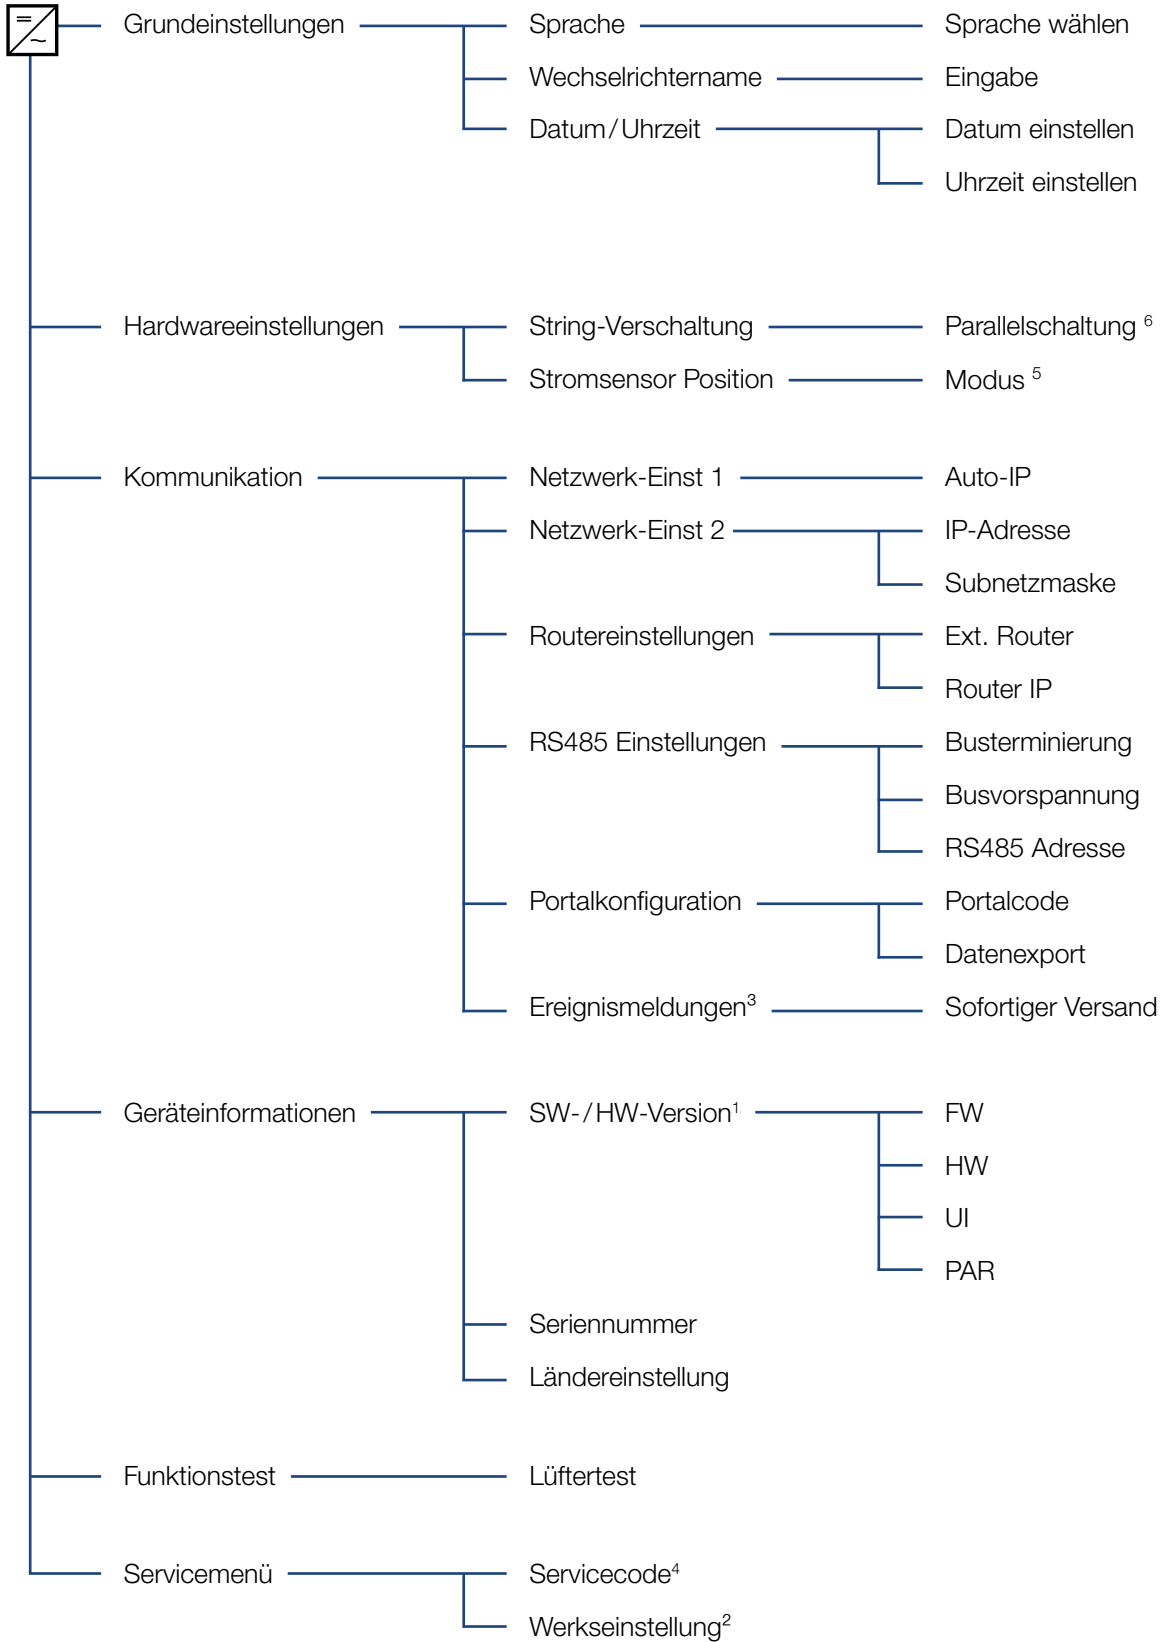 Grundeinstellungen Sprache Sprache wählen
Wechselrichtername Eingabe
Datum/Uhrzeit Datum einstellen
Uhrzeit einstellen
Hardwareeinstellungen String-Verschaltung Parallelschaltung ⁶
Stromsensor Position Modus ⁵
Kommunikation Netzwerk-Einst 1 Auto-IP
Netzwerk-Einst 2 IP-Adresse
Subnetzmaske
Routereinstellungen Ext. Router
Router IP
RS485 Einstellungen Busterminierung
Busvorspannung
RS485 Adresse
Portalkonfiguration Portalcode
Datenexport
Ereignismeldungen³ Sofortiger Versand
Geräteinformationen SW-/HW-Version¹ FW
HW
UI
PAR
Seriennummer
Ländereinstellung
Funktionstest Lüftertest
Servicemenü Servicecode⁴
Werkseinstellung²